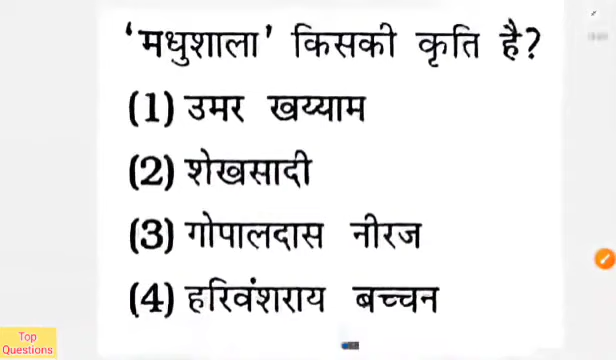 ‘मधुशाला’ किसकी कृति है?
(1) उमर खय्याम
(2) शेखसादी
(3) गोपालदास नीरज
(4) हरिवंशराय बच्चन
Top
Questions